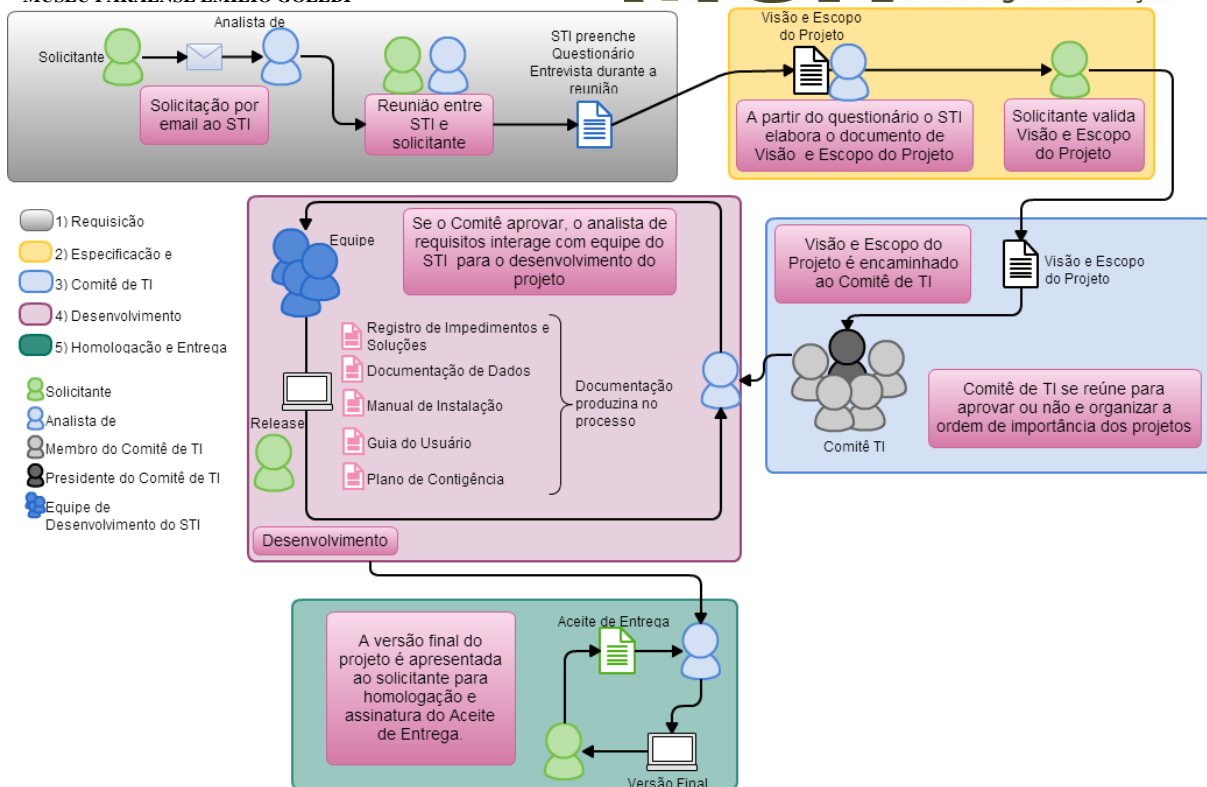 MUSEU PARAENSE EMÍLIO GOELDI
Solicitante
Analista de
Solicitação por
email ao STI
Reunião entre
STI e
solicitante
STI preenche
Questionário
Entrevista durante a
reunião
Visão e Escopo
do Projeto
A partir do questionário o STI
elabora o documento de
Visão e Escopo do Projeto
Solicitante valida
Visão e Escopo
do Projeto
1) Requisição
2) Especificação e
3) Comitê de TI
4) Desenvolvimento
5) Homologação e Entrega
Solicitante
Analista de
Membro do Comitê de TI
Presidente do Comitê de TI
Equipe de
Desenvolvimento do STI
Equipe
Se o Comitê aprovar, o analista de
requisitos interage com equipe do
STI para o desenvolvimento do
projeto
Registro de Impedimentos e
Soluções
Documentação de Dados
Manual de Instalação
Guia do Usuário
Plano de Contigência
Documentação
produzina no
processo
Release
Desenvolvimento
Visão e Escopo do
Projeto é encaminhado
ao Comitê de TI
Visão e Escopo
do Projeto
Comitê TI
Comitê de TI se reúne para
aprovar ou não e organizar a
ordem de importância dos projetos
A versão final do
projeto é apresentada
ao solicitante para
homologação e
assinatura do Aceite
de Entrega.
Aceite de Entrega
Versão Final